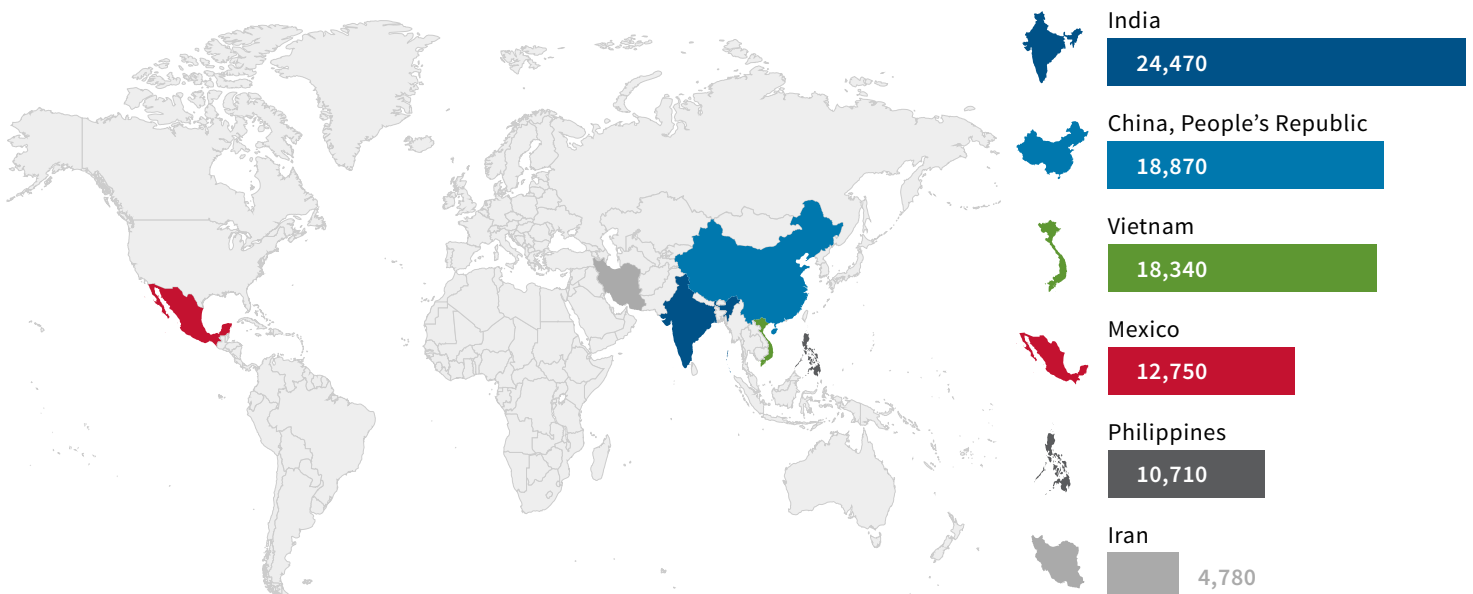 India
24,470
China, People’s Republic
18,870
Vietnam
18,340
Mexico
12,750
Philippines
10,710
Iran
4,780